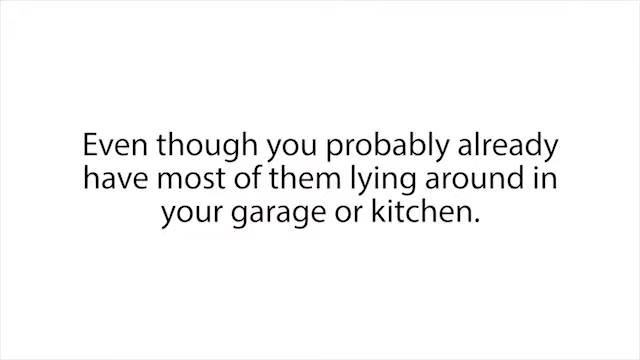 Even though you probably already
have most of them lying around in
your garage or kitchen.